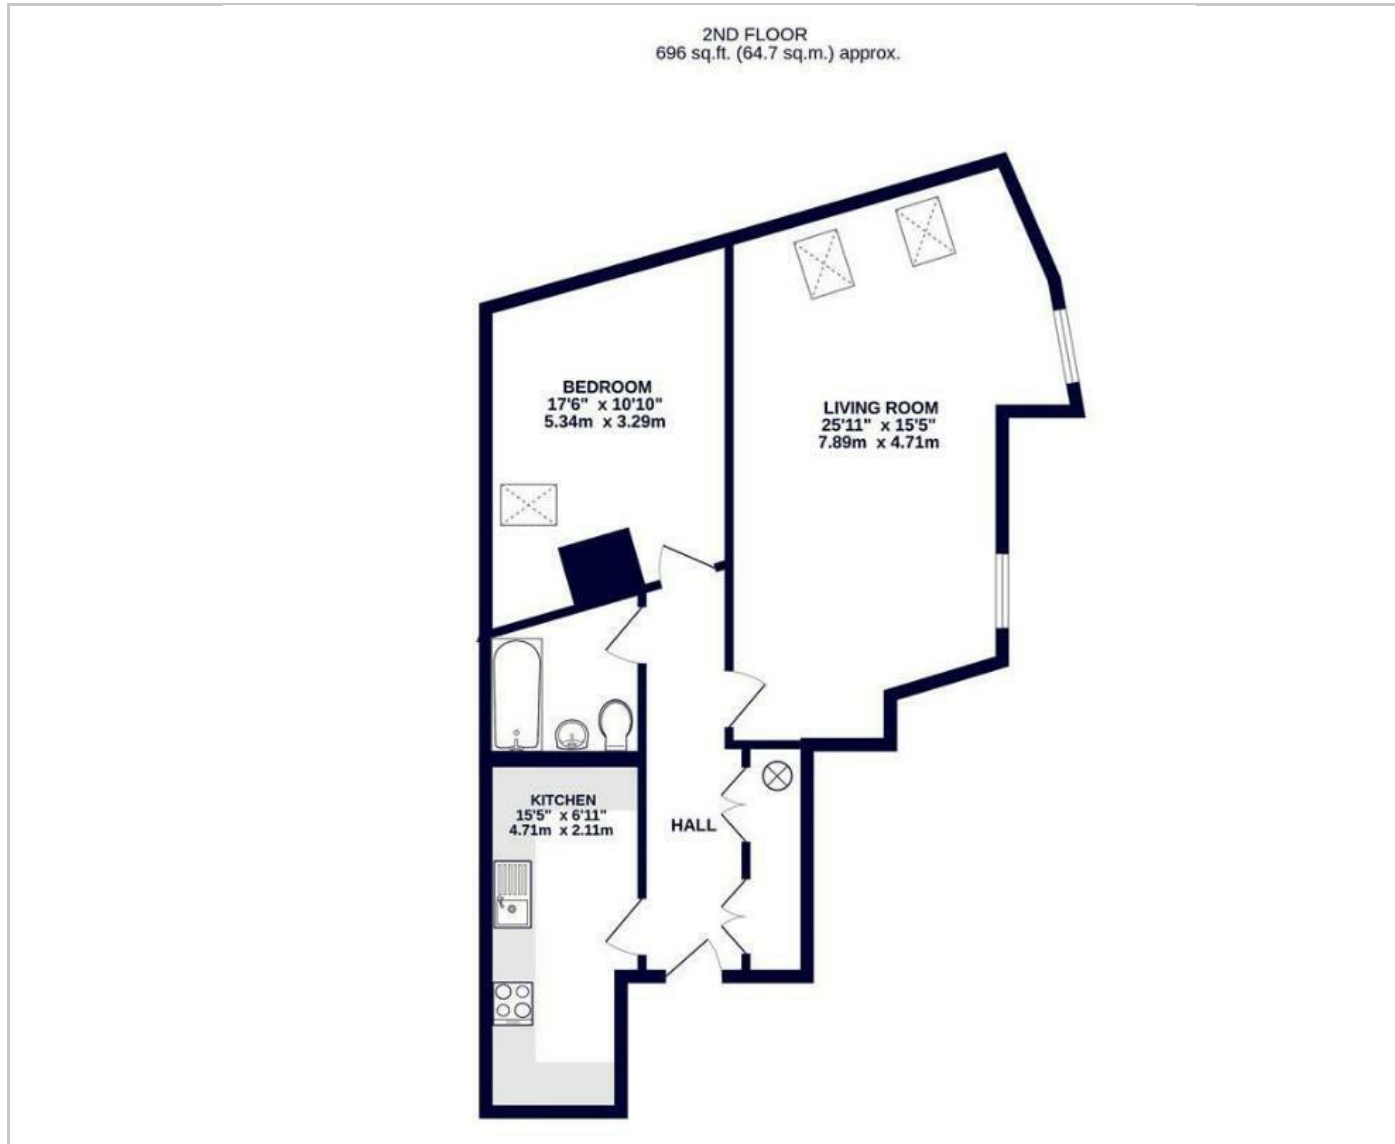 2ND FLOOR
696 sq.ft. (64.7 sq.m.) approx.
BEDROOM
17'6" x 10'10"
5.34m x 3.29m
LIVING ROOM
25'11" x 15'5"
7.89m x 4.71m
KITCHEN
15'5" x 6'11"
4.71m x 2.11m
HALL